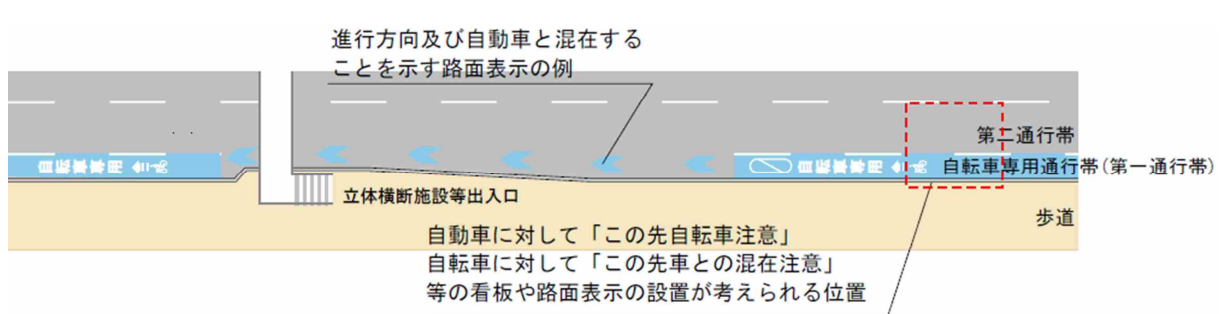 進行方向及び自動車と混在する
ことを示す路面表示の例
第二通行帯
自転車専用
自転車専用
自転車専用通行帯(第一通行帯)
立体横断施設等出入口
歩道
自動車に対して「この先自転車注意」
自転車に対して「この先車との混在注意」
等の看板や路面表示の設置が考えられる位置